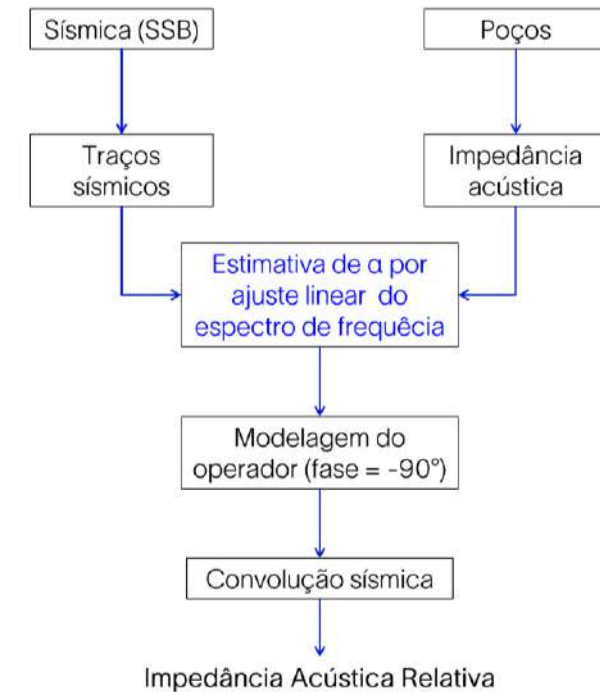 Sísmica (SSB)
Poços
Traços
sísmicos
Impedância
acústica
Estimativa de α por
ajuste linear do
espectro de frequêcia
Modelagem do
operador (fase = -90°)
Convolução sísmica
Impedância Acústica Relativa